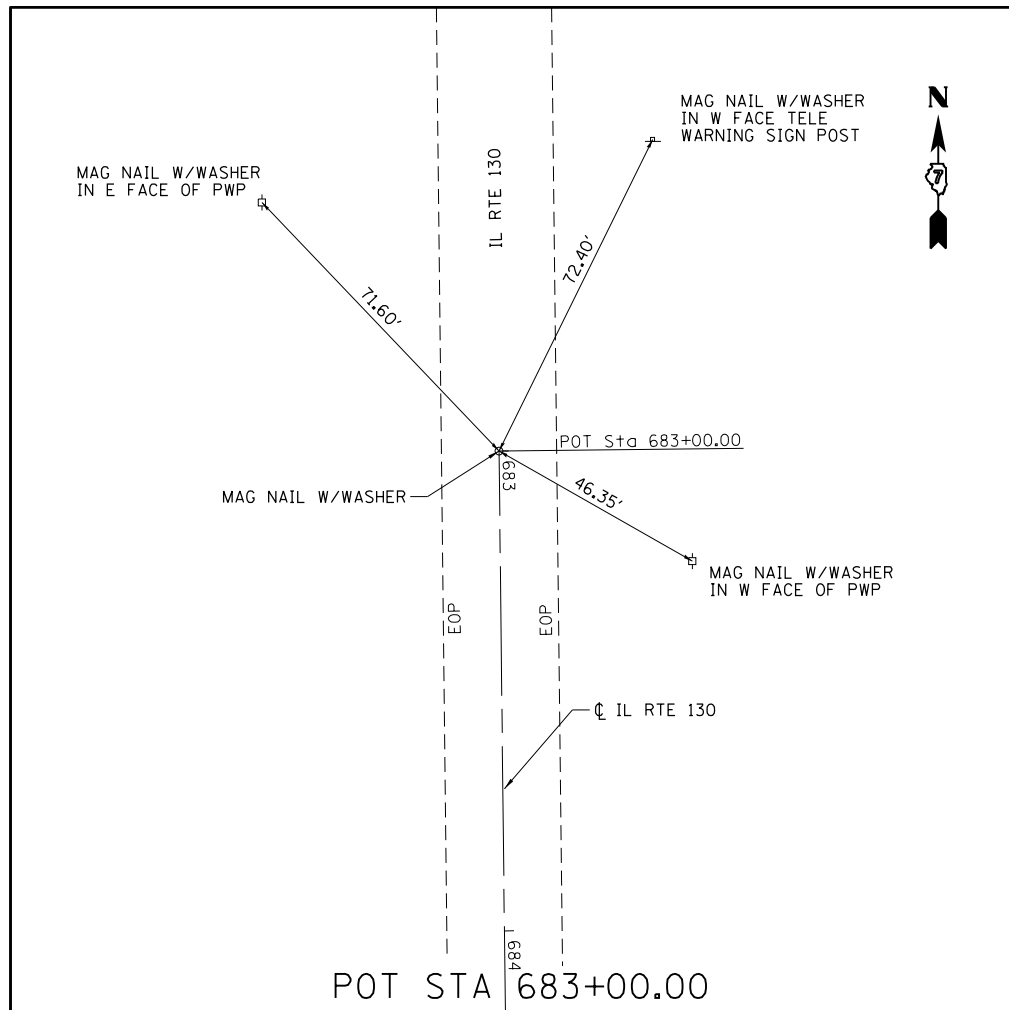 MAG NAIL W/WASHER
IN W FACE TELE
WARNING SIGN POST
N
7
MAG NAIL W/WASHER
IN E FACE OF PWP
IL RTE 130
72.40'
71.60'
POT Sta 683+00.00
683
MAG NAIL W/WASHER
46.35'
MAG NAIL W/WASHER
IN W FACE OF PWP
EOP
EOP
℄ IL RTE 130
684
POT STA 683+00.00